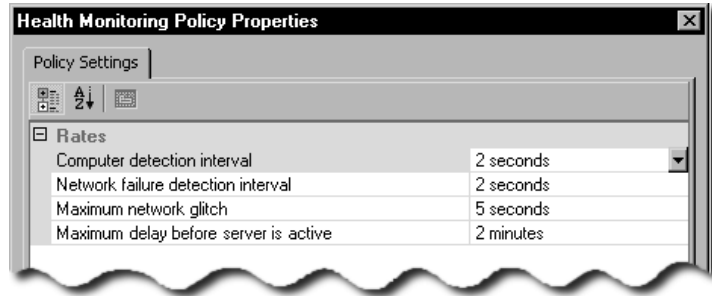 Health Monitoring Policy Properties
Policy Settings
Rates
Computer detection interval 2 seconds
Network failure detection interval 2 seconds
Maximum network glitch 5 seconds
Maximum delay before server is active 2 minutes